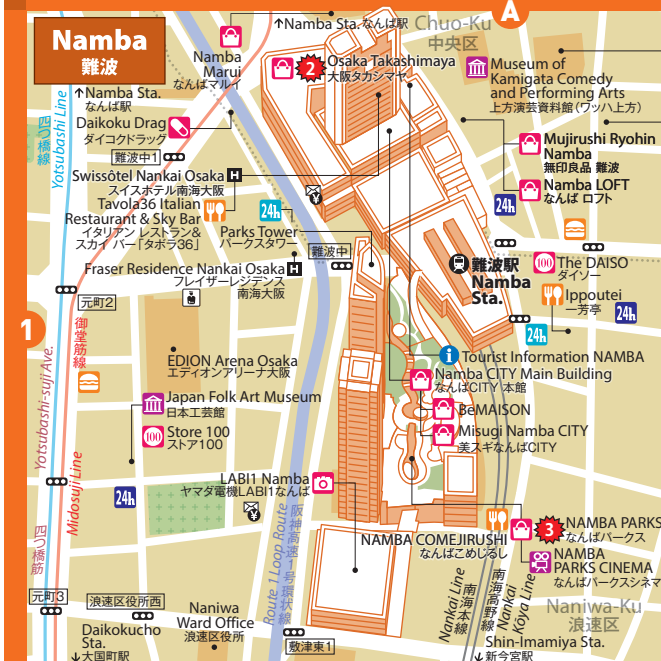 Namba
難波
A
1
↑Namba Sta.なんば駅
Chuo-Ku
中央区
Namba
Marui
なんばマルイ
2
Osaka Takashimaya
大阪タカシマヤ
Museum of
Kamigata Comedy
and Performing Arts
上方演芸資料館(ワッハ上方)
↑Namba Sta.
なんば駅
Yotsubashi Line
四つ橋線
Daikoku Drag
ダイコクドラッグ
難波中1
Mujirushi Ryohin
Namba
無印良品 難波
Namba LOFT
なんば ロフト
24h
Swissôtel Nankai Osaka
H
スイスホテル南海大阪
Tavola36 Italian
Restaurant & Sky Bar
イタリアン レストラン&
スカイ バー「タボラ36」
24h
Parks Tower
パークスタワー
難波中
Fraser Residence Nankai Osaka
H
フレイザーレジデンス
南海大阪
難波駅
Namba
Sta.
100
The DAISO
ダイソー
Ippoutei
一芳亭
24h
24h
元町2
御堂筋線
EDION Arena Osaka
エディオンアリーナ大阪
i
Tourist Information NAMBA
Namba CITY Main Building
なんばCITY 本館
BeMAISON
Misugi Namba CITY
美スギなんばCITY
Yotsubashi-suji Ave.
四つ橋筋
Midosuji Line
Japan Folk Art Museum
日本工芸館
100
Store 100
ストア100
24h
LABI1 Namba
ヤマダ電機LABI1なんば
Route 1 Loop Route
阪神高速1号環状線
NAMBA COMEJIRUSHI
なんばこめじるし
3
NAMBA PARKS
なんばパークス
NAMBA
PARKS CINEMA
なんばパークスシネマ
元町3
浪速区役所西
Daikokucho
Sta.
↓大国町駅
Naniwa
Ward Office
浪速区役所
敷津東1
Nankai Line
南海本線
南海高野線
Nankai
Koya Line
Naniwa-Ku
浪速区
Shin-Imamiya Sta.
↓新今宮駅